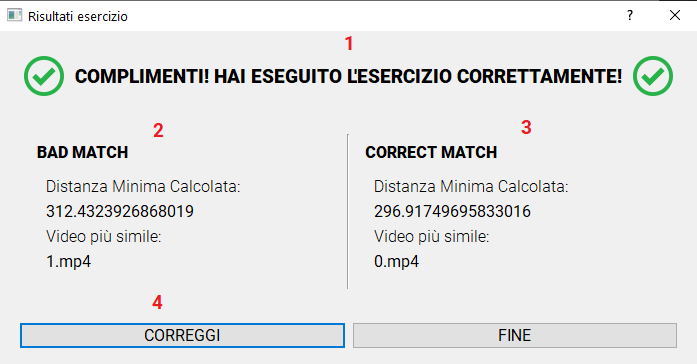 Risultati esercizio
?
1
COMPLIMENTI! HAI ESEGUITO L'ESERCIZIO CORRETTAMENTE!
2
BAD MATCH
Distanza Minima Calcolata:
312.4323926868019
Video più simile:
1.mp4
3
CORRECT MATCH
Distanza Minima Calcolata:
296.91749695833016
Video più simile:
0.mp4
4
CORREGGI
FINE